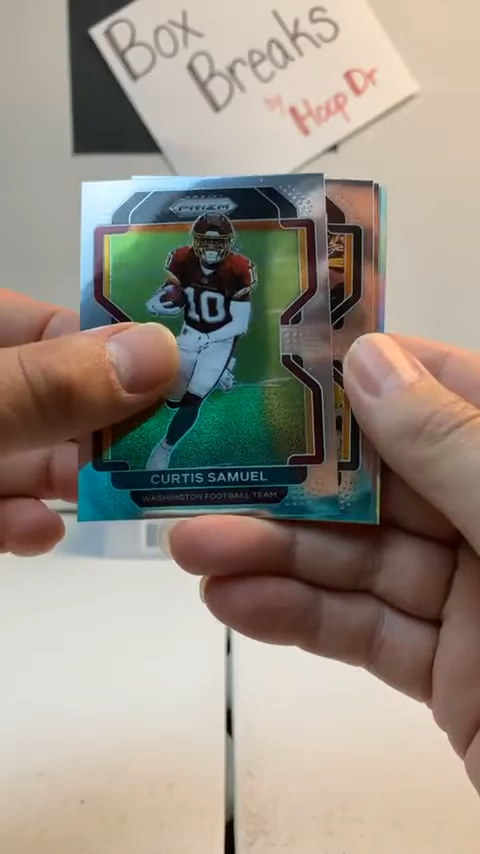 Box
Breaks
by Hoop Dr
PRIZM
10
CURTIS SAMUEL
WASHINGTON FOOTBALL TEAM